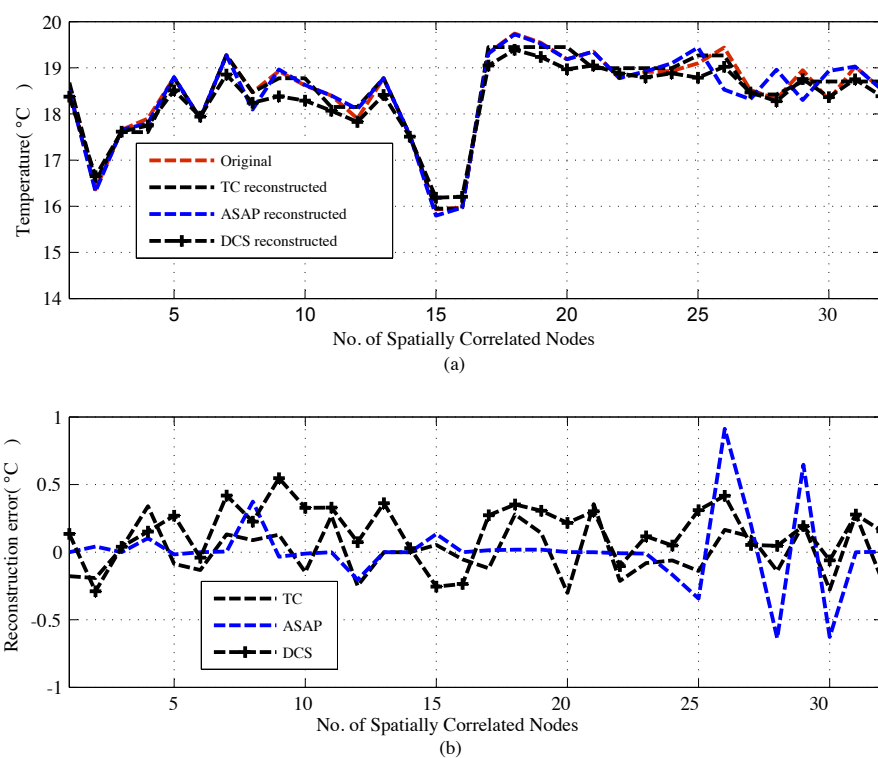 20
19
18
17
16
15
14
Temperature( °C )
Original
TC reconstructed
ASAP reconstructed
DCS reconstructed
5 10 15 20 25 30
No. of Spatially Correlated Nodes
(a)
1
0.5
0
-0.5
-1
Reconstruction error( °C )
TC
ASAP
DCS
5 10 15 20 25 30
No. of Spatially Correlated Nodes
(b)